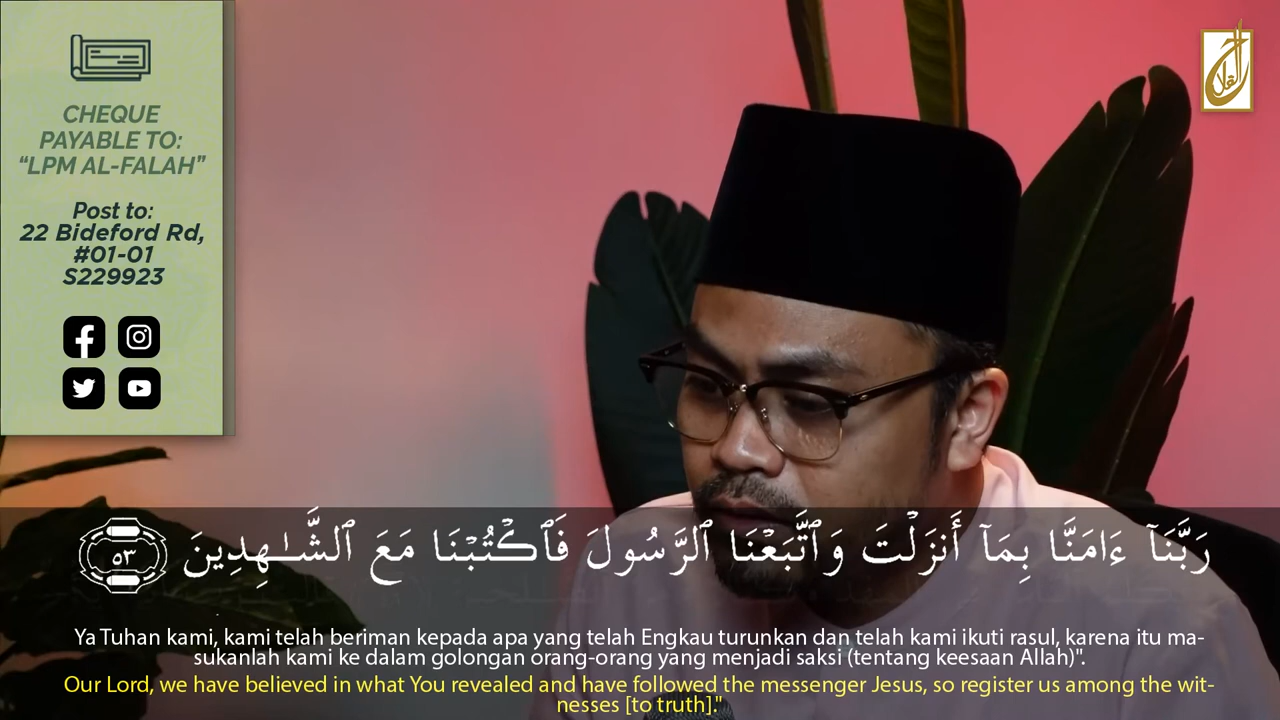 CHEQUE
PAYABLE TO:
“LPM AL-FALAH”
Post to:
22 Bideford Rd,
#01-01
S229923
رَبَّنَآ ءَامَنَّا بِمَآ أَنزَلْتَ وَٱتَّبَعْنَا ٱلرَّسُولَ فَٱكْتُبْنَا مَعَ ٱلشَّـٰهِدِينَ ٥٣
Ya Tuhan kami, kami telah beriman kepada apa yang telah Engkau turunkan dan telah kami ikuti rasul, karena itu ma-
sukanlah kami ke dalam golongan orang-orang yang menjadi saksi (tentang keesaan Allah)".
Our Lord, we have believed in what You revealed and have followed the messenger Jesus, so register us among the wit-
nesses [to truth]."